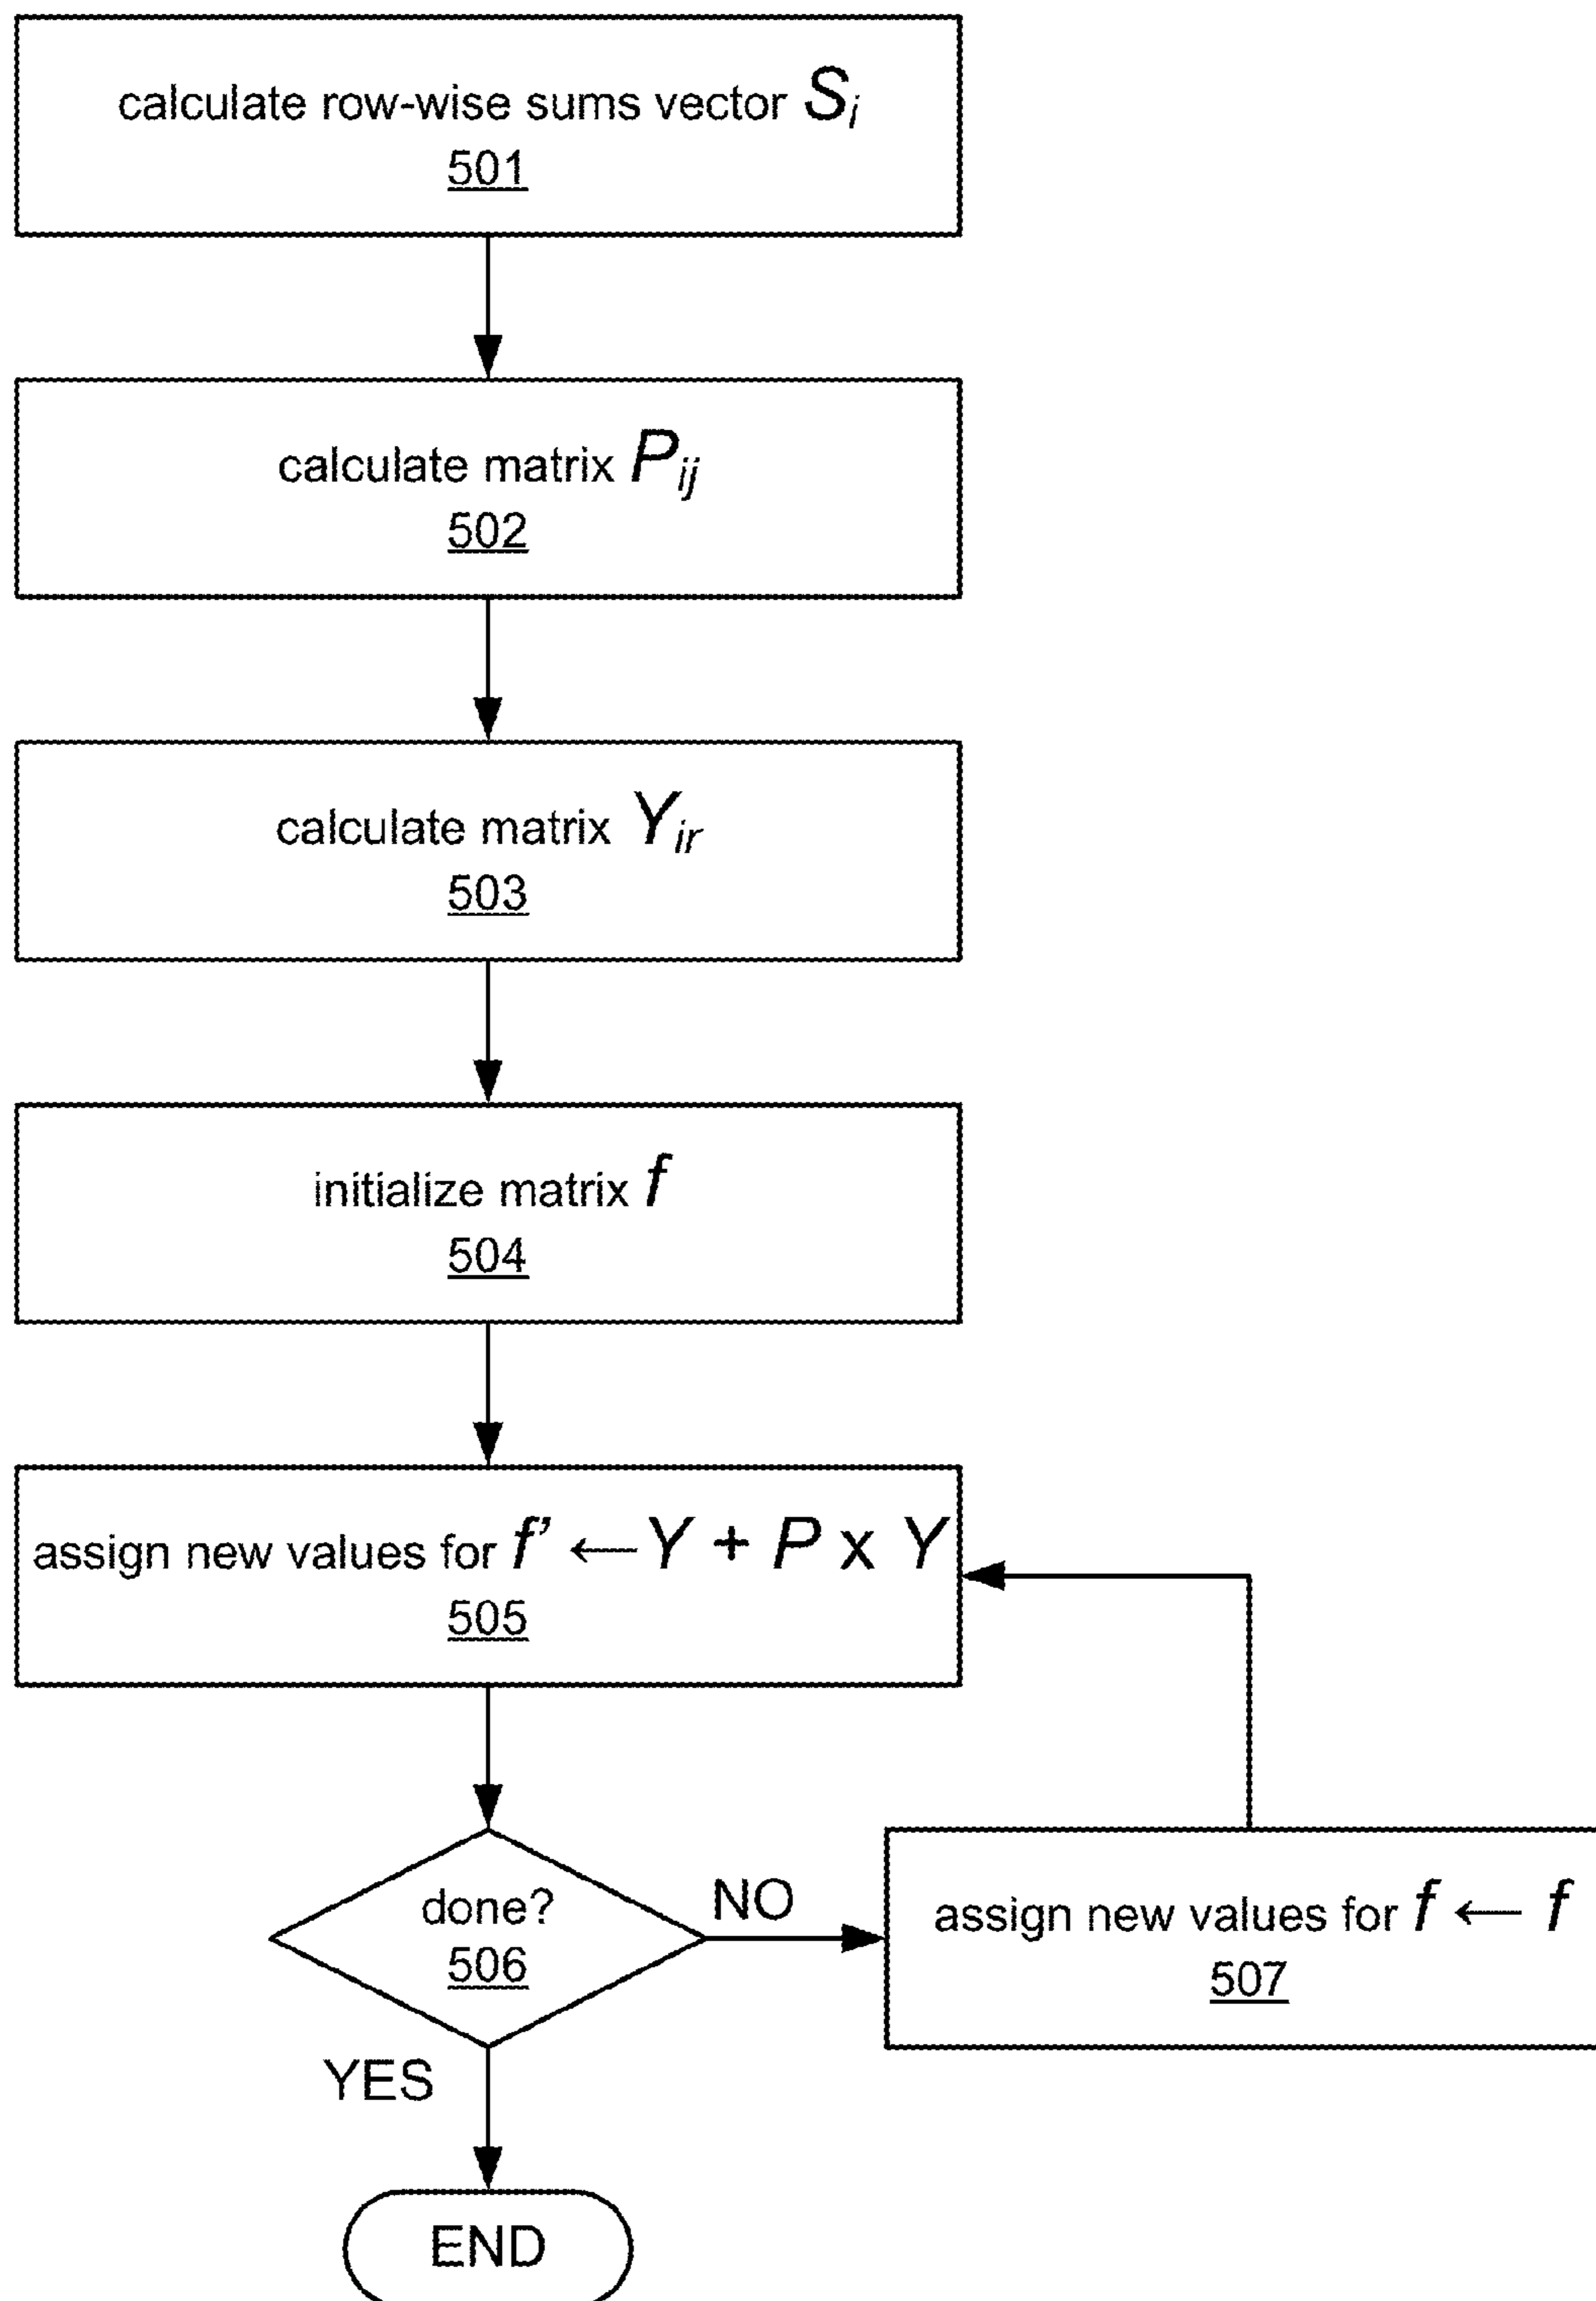 calculate row-wise sums vector Si
501
calculate matrix Pij
502
calculate matrix Yir
503
initialize matrix f
504
assign new values for f' ← Y + P x Y
505
done?
506
NO
assign new values for f ← f
507
YES
END